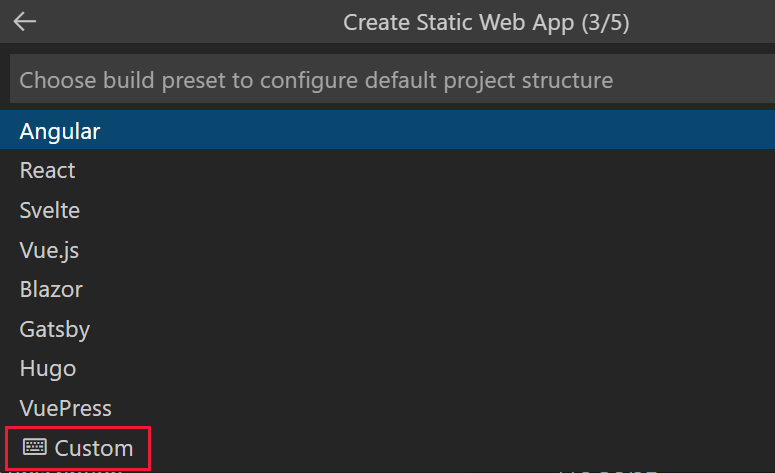 Create Static Web App (3/5)
Choose build preset to configure default project structure
Angular
React
Svelte
Vue.js
Blazor
Gatsby
Hugo
VuePress
Custom